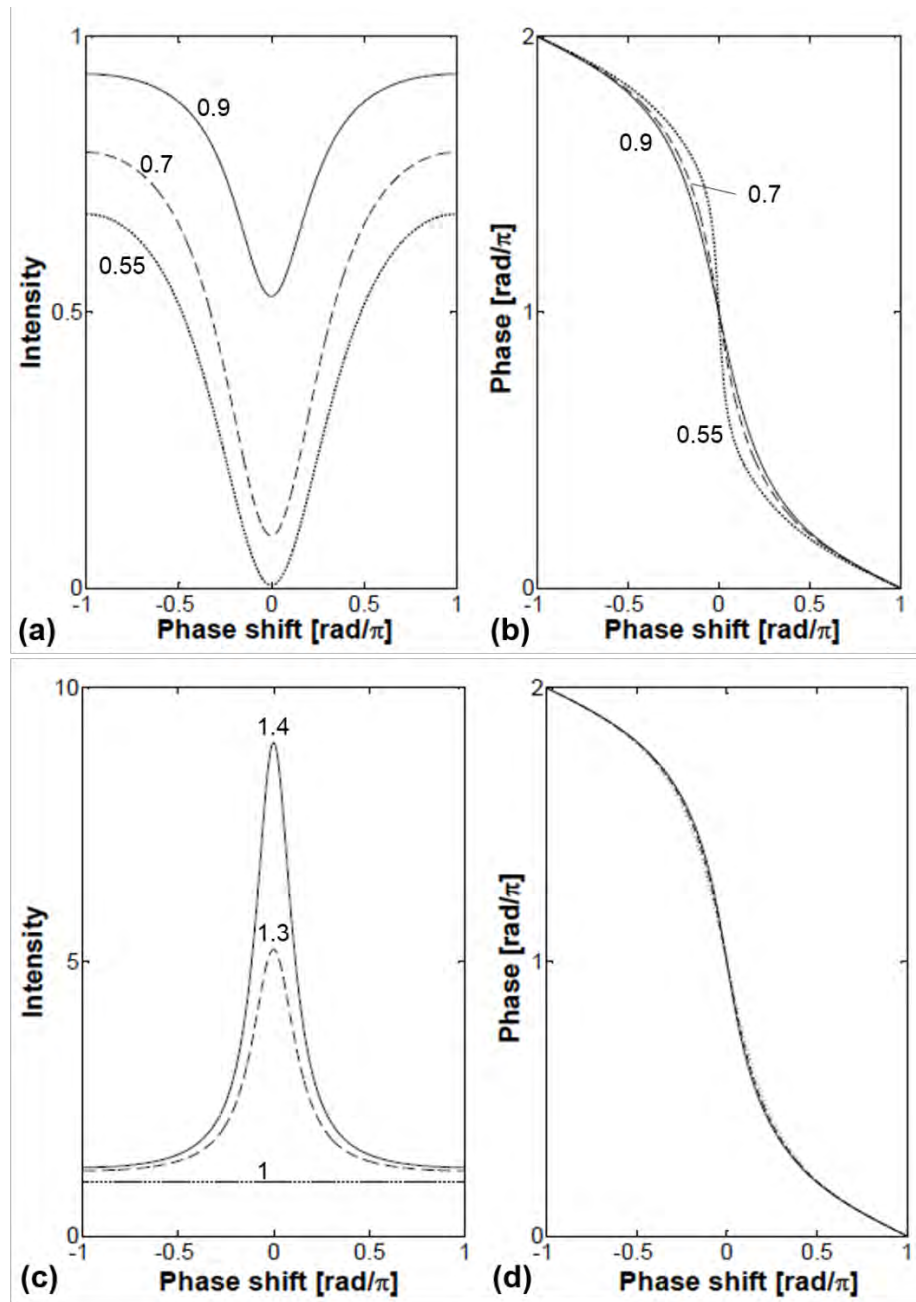 1
0.9
0.7
0.5
0.55
0
-1 -0.5 0 0.5 1
Intensity
(a) Phase shift [rad/π]
2
0.9
0.7
1
0.55
0
-1 -0.5 0 0.5 1
Phase [rad/π]
(b) Phase shift [rad/π]
10
1.4
1.3
5
1
0
-1 -0.5 0 0.5 1
Intensity
(c) Phase shift [rad/π]
2
1
0
-1 -0.5 0 0.5 1
Phase [rad/π]
(d) Phase shift [rad/π]